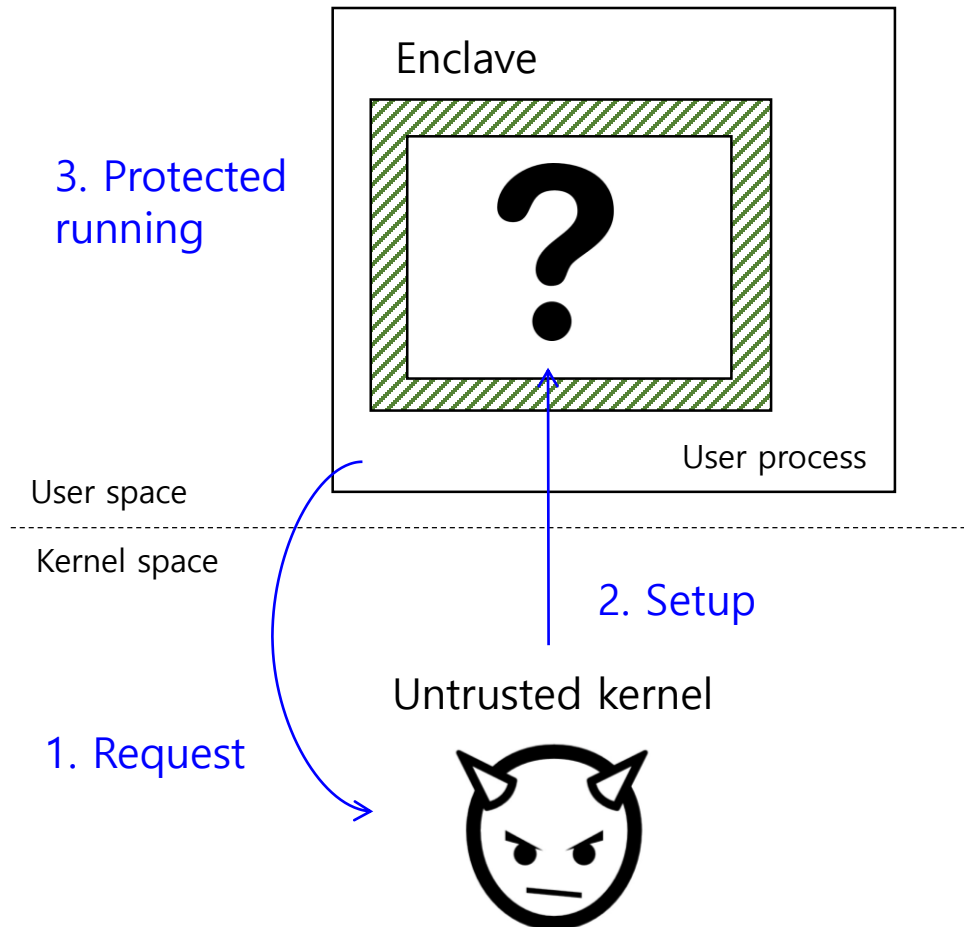 Enclave
3. Protected
running
?
User process
User space
Kernel space
2. Setup
Untrusted kernel
1. Request